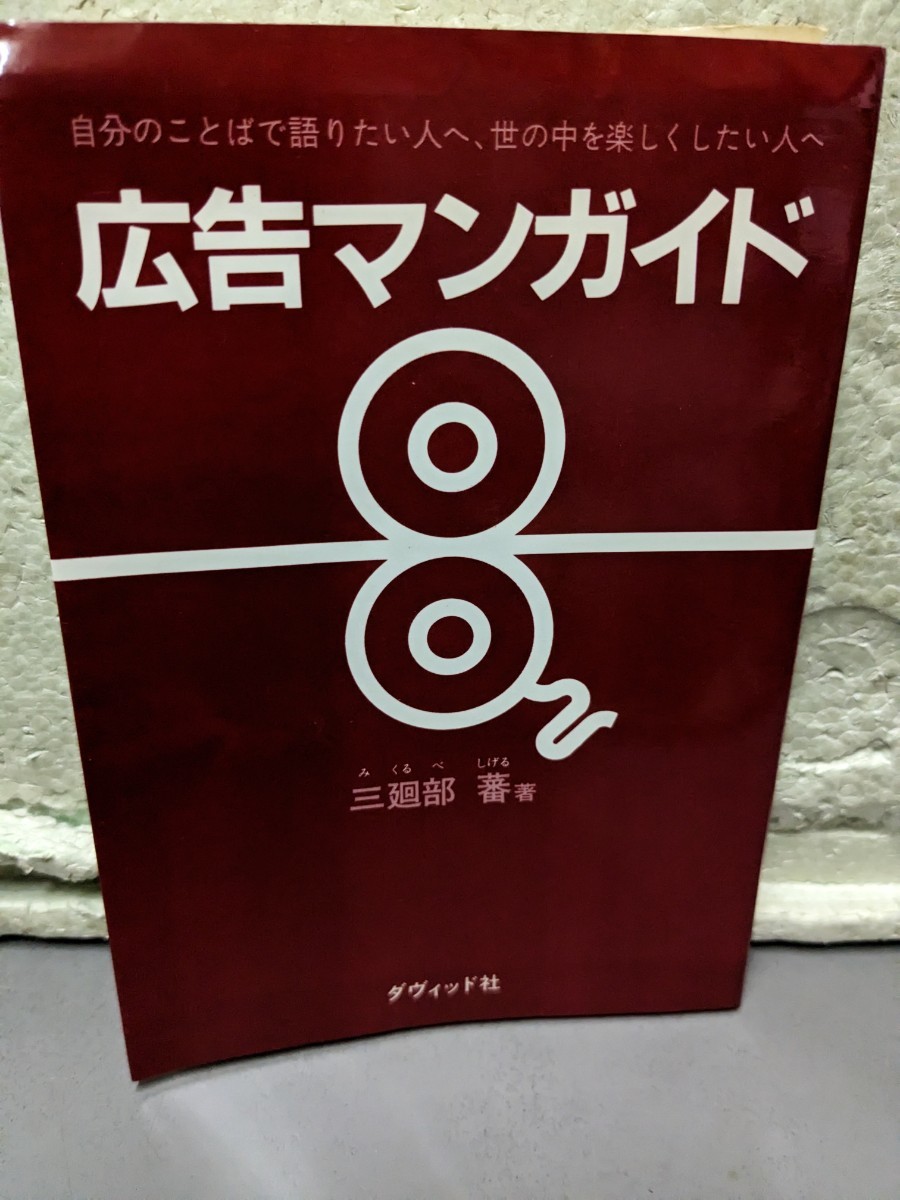 自分のことばで語りたい人へ、世の中を楽しくしたい人へ
広告マンガイド
み くる べ しげる
三廻部 蕃著
ダヴィッド社